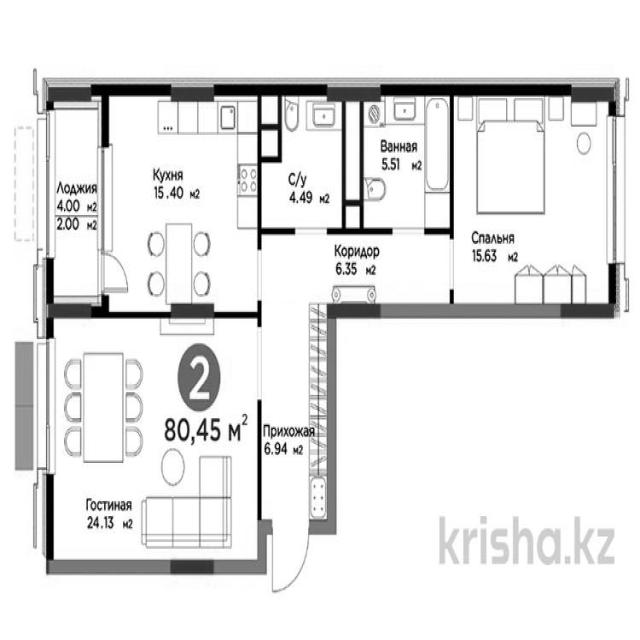 Лоджия
4.00 м2
2.00 м2
Кухня
15.40 м2
С/у
4.49 м2
Ванная
5.51 м2
Спальня
15.63 м2
Коридор
6.35 м2
2
80,45 м2
Прихожая
6.94 м2
Гостиная
24.13 м2
krisha.kz